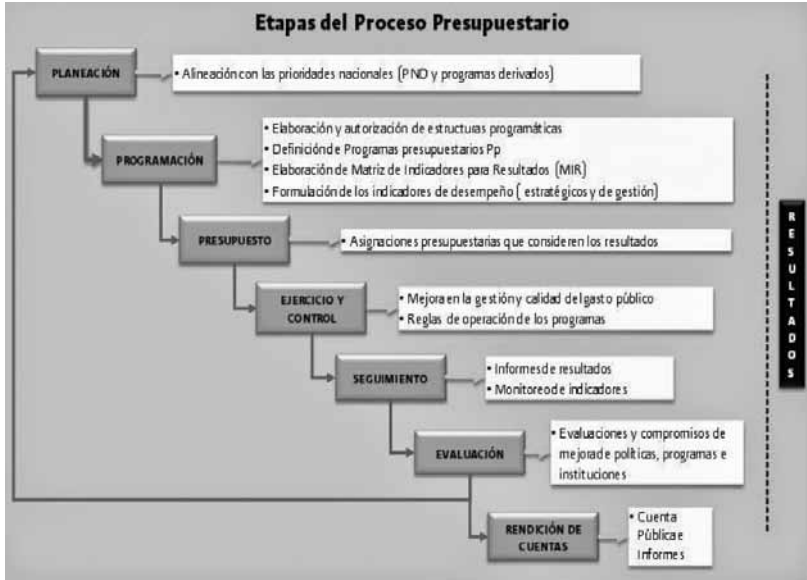 Etapas del Proceso Presupuestario
PLANEACIÓN
• Alineación con las prioridades nacionales (PND y programas derivados)
PROGRAMACIÓN
• Elaboración y autorización de estructuras programáticas
• Definición de Programas presupuestarios Pp
• Elaboración de Matriz de Indicadores para Resultados (MIR)
• Formulación de los indicadores de desempeño ( estratégicos y de gestión)
PRESUPUESTO
• Asignaciones presupuestarias que consideren los resultados
EJERCICIO Y
CONTROL
• Mejora en la gestión y calidad del gasto público
• Reglas de operación de los programas
SEGUIMIENTO
• Informes de resultados
• Monitoreo de indicadores
EVALUACIÓN
• Evaluaciones y compromisos de
mejora de políticas, programas e
instituciones
RENDICIÓN DE
CUENTAS
• Cuenta
Pública e
Informes
RESULTADOS